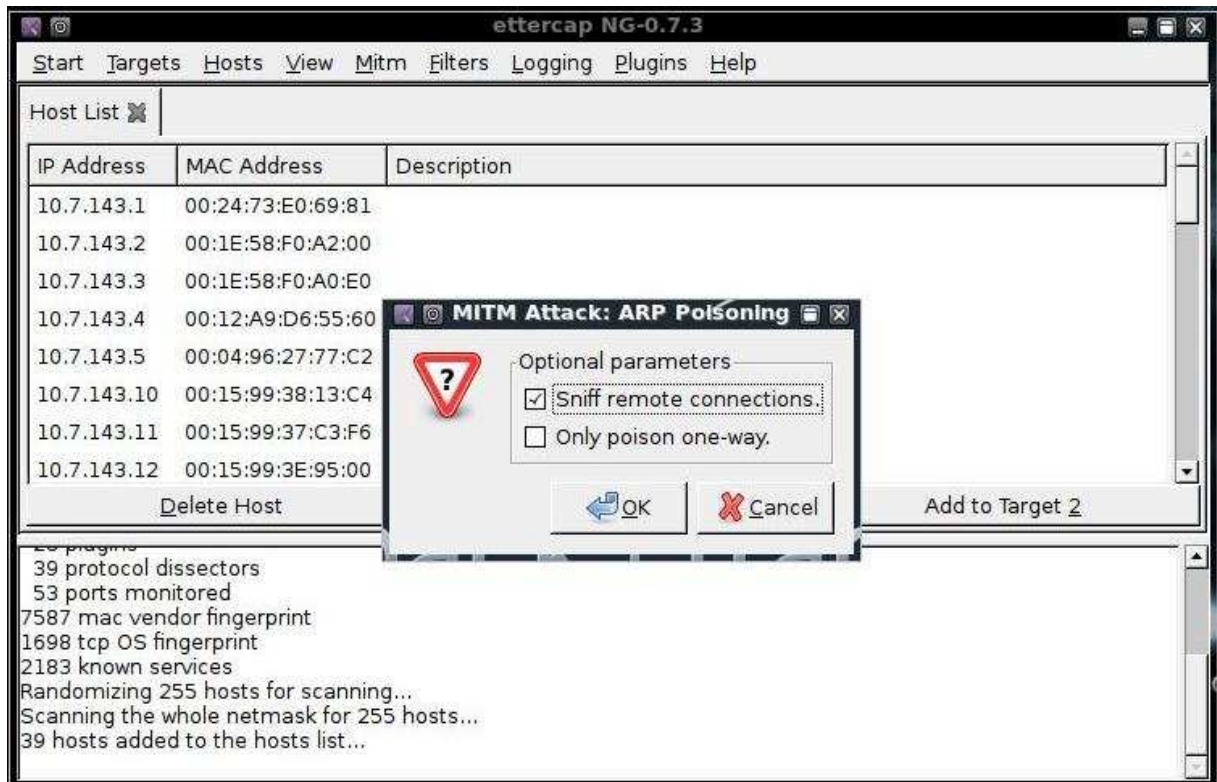 ettercap NG-0.7.3
Start Targets Hosts View Mitm Filters Logging Plugins Help
Host List
IP Address MAC Address Description
10.7.143.1 00:24:73:E0:69:81
10.7.143.2 00:1E:58:F0:A2:00
10.7.143.3 00:1E:58:F0:A0:E0
10.7.143.4 00:12:A9:D6:55:60
10.7.143.5 00:04:96:27:77:C2
10.7.143.10 00:15:99:38:13:C4
10.7.143.11 00:15:99:37:C3:F6
10.7.143.12 00:15:99:3E:95:00
MITM Attack: ARP Poisoning
?
Optional parameters
Sniff remote connections.
Only poison one-way.
OK Cancel
Delete Host Add to Target 2
plugins
39 protocol dissectors
53 ports monitored
7587 mac vendor fingerprint
1698 tcp OS fingerprint
2183 known services
Randomizing 255 hosts for scanning...
Scanning the whole netmask for 255 hosts...
39 hosts added to the hosts list...